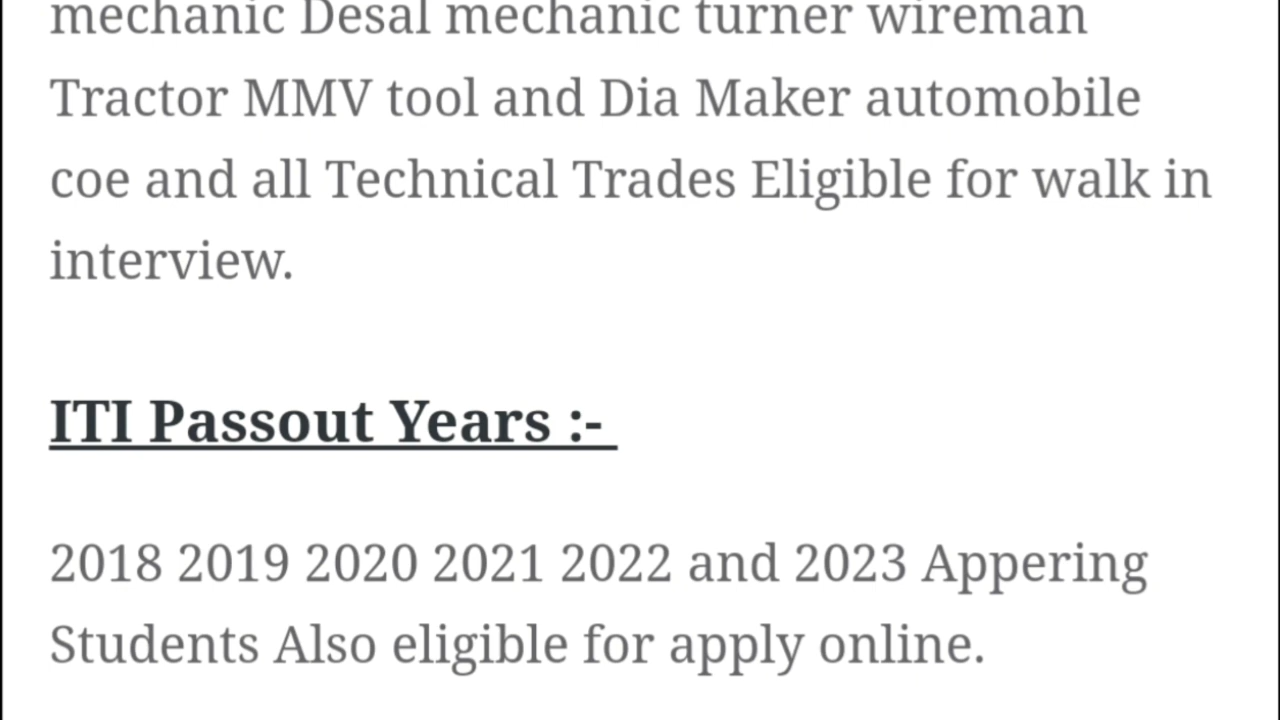 mechanic Desal mechanic turner wireman
Tractor MMV tool and Dia Maker automobile
coe and all Technical Trades Eligible for walk in
interview.
ITI Passout Years :-
2018 2019 2020 2021 2022 and 2023 Appering
Students Also eligible for apply online.